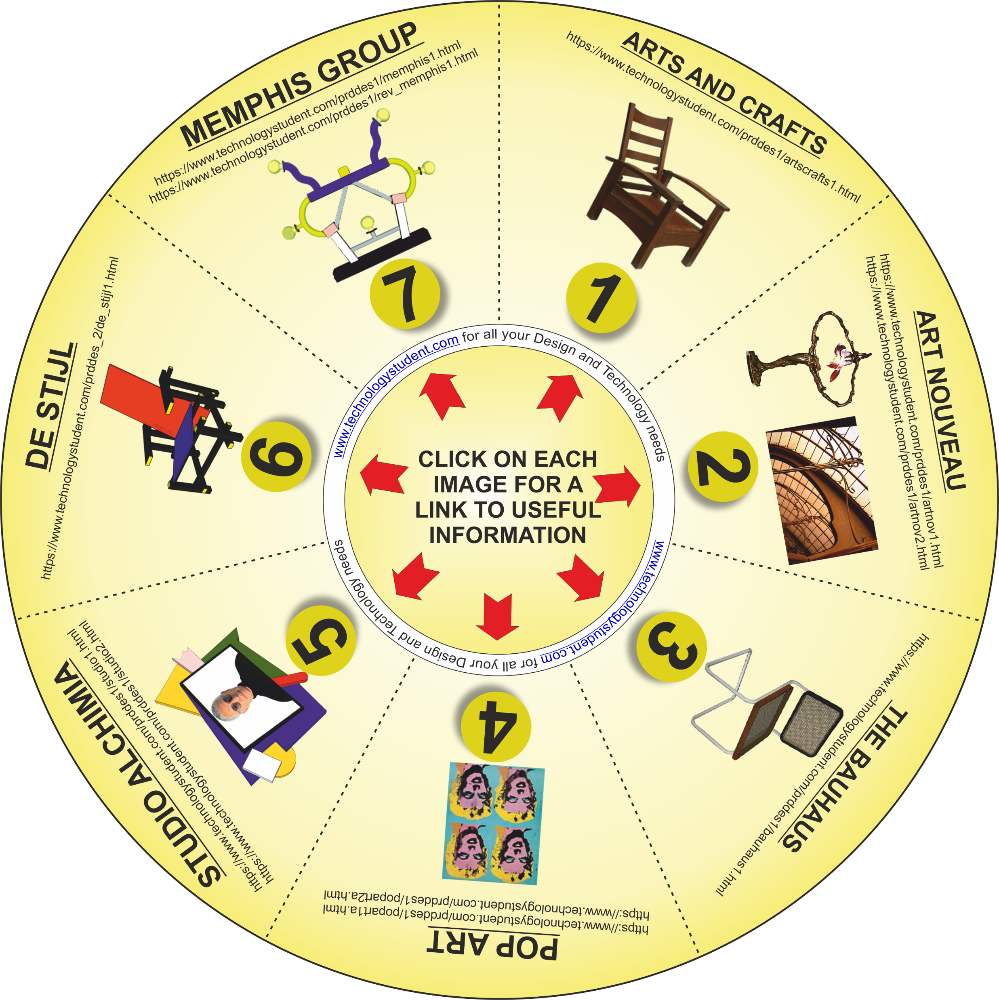 ARTS AND CRAFTS
https://www.technologystudent.com/prddes1/artscrafts1.html
1
ART NOUVEAU
https://www.technologystudent.com/prddes1/artnov1.html
https://www.technologystudent.com/prddes1/artnov2.html
2
THE BAUHAUS
https://www.technologystudent.com/prddes1/bauhaus1.html
3
POP ART
https://www.technologystudent.com/prddes1/popart1a.html
https://www.technologystudent.com/prddes1/popart2a.html
4
STUDIO ALCHIMIA
https://www.technologystudent.com/prddes1/studio1.html
https://www.technologystudent.com/prddes1/studio2.html
5
DE STIJL
https://www.technologystudent.com/prddes_2/de_stijl1.html
6
MEMPHIS GROUP
https://www.technologystudent.com/prddes1/memphis1.html
https://www.technologystudent.com/prddes1/rev_memphis1.html
7
www.technologystudent.com for all your Design and Technology needs
www.technologystudent.com for all your Design and Technology needs
CLICK ON EACH
IMAGE FOR A
LINK TO USEFUL
INFORMATION